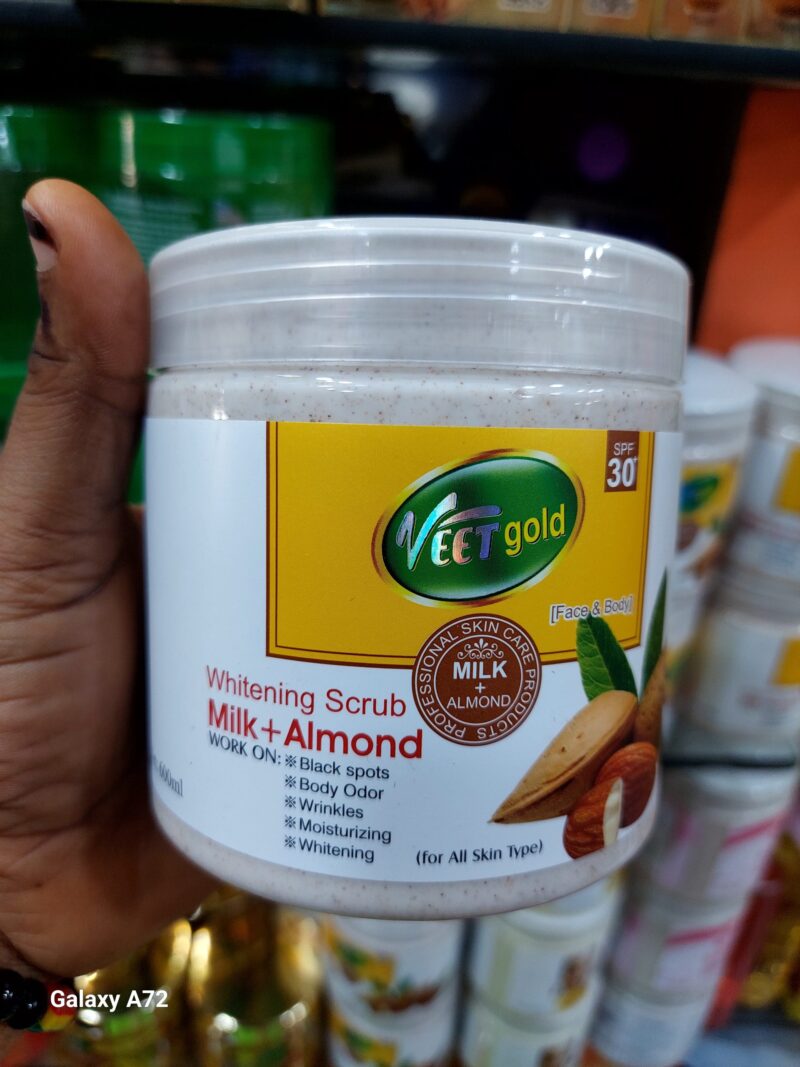 SPF
30+
VEET gold
[Face & Body]
PROFESSIONAL SKIN CARE PRODUCTS
MILK
+
ALMOND
Whitening Scrub
Milk+Almond
WORK ON: ※Black spots
※Body Odor
※Wrinkles
※Moisturizing
※Whitening
(for All Skin Type)
600ml
Galaxy A72